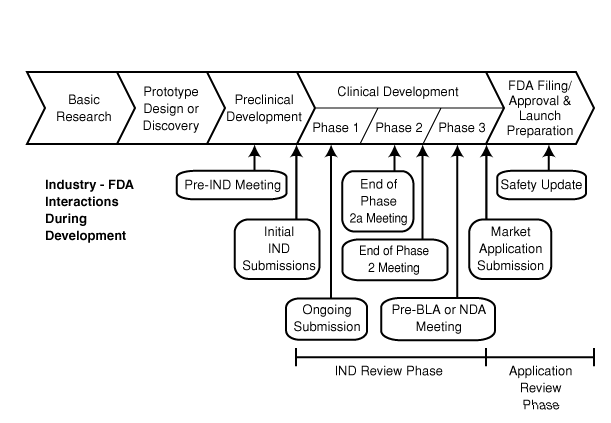 Basic
Research
Prototype
Design or
Discovery
Preclinical
Development
Clinical Development
Phase 1
Phase 2
Phase 3
FDA Filing/
Approval &
Launch
Preparation
Industry - FDA
Interactions
During
Development
Pre-IND Meeting
Initial
IND
Submissions
Ongoing
Submission
End of
Phase
2a Meeting
End of Phase
2 Meeting
Pre-BLA or NDA
Meeting
Market
Application
Submission
Safety Update
IND Review Phase
Application
Review
Phase